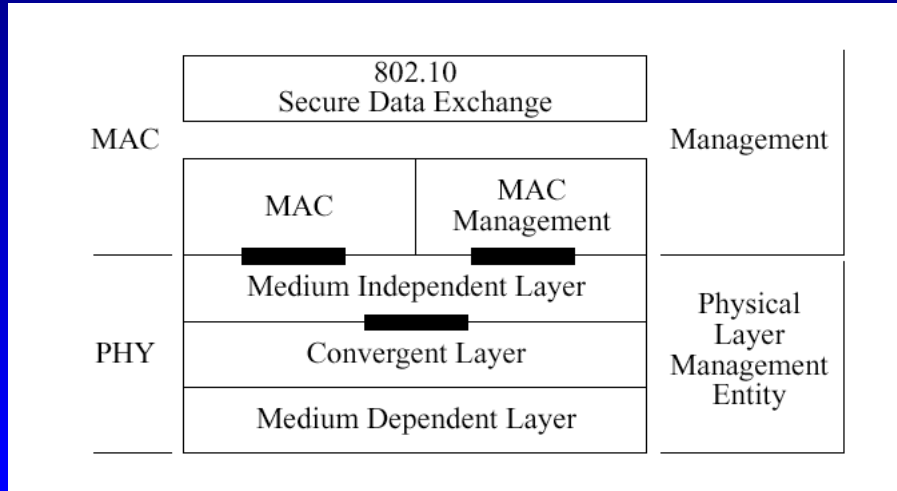 802.10
Secure Data Exchange
MAC
Management
MAC
MAC
Management
Medium Independent Layer
PHY
Convergent Layer
Medium Dependent Layer
Physical
Layer
Management
Entity